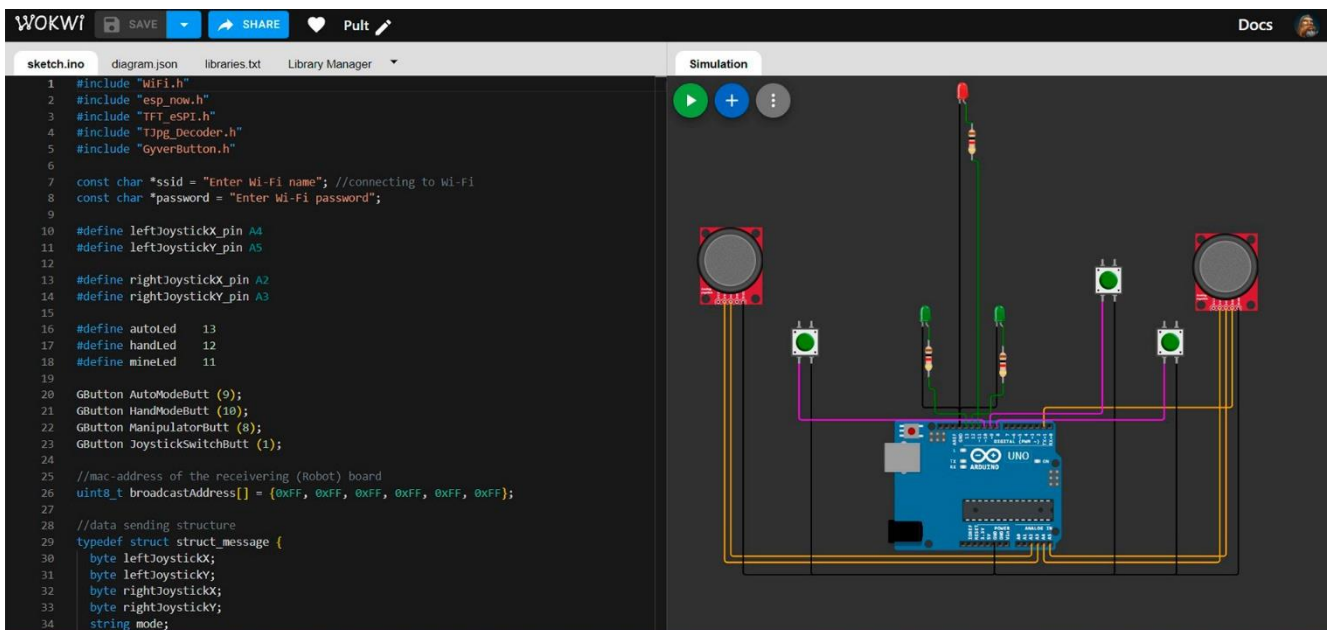 WOKWi SAVE SHARE Pult Docs
sketch.ino diagram.json libraries.txt Library Manager
1 #include "WiFi.h"
2 #include "esp_now.h"
3 #include "TFT_eSPI.h"
4 #include "TJpg_Decoder.h"
5 #include "GyverButton.h"
6
7 const char *ssid = "Enter Wi-Fi name"; //connecting to Wi-Fi
8 const char *password = "Enter Wi-Fi password";
9
10 #define leftJoystickX_pin A4
11 #define leftJoystickY_pin A5
12
13 #define rightJoystickX_pin A2
14 #define rightJoystickY_pin A3
15
16 #define autoLed 13
17 #define handLed 12
18 #define mineLed 11
19
20 GButton AutoModeButt (9);
21 GButton HandModeButt (10);
22 GButton ManipulatorButt (8);
23 GButton JoystickSwitchButt (1);
24
25 //mac-address of the receivering (Robot) board
26 uint8_t broadcastAddress[] = {0xFF, 0xFF, 0xFF, 0xFF, 0xFF, 0xFF};
27
28 //data sending structure
29 typedef struct struct_message {
30 byte leftJoystickX;
31 byte leftJoystickY;
32 byte rightJoystickX;
33 byte rightJoystickY;
34 string mode;
Simulation
DIGITAL (PWM ~)
UNO
TX
RX
ARDUINO
ON
POWER
ANALOG IN